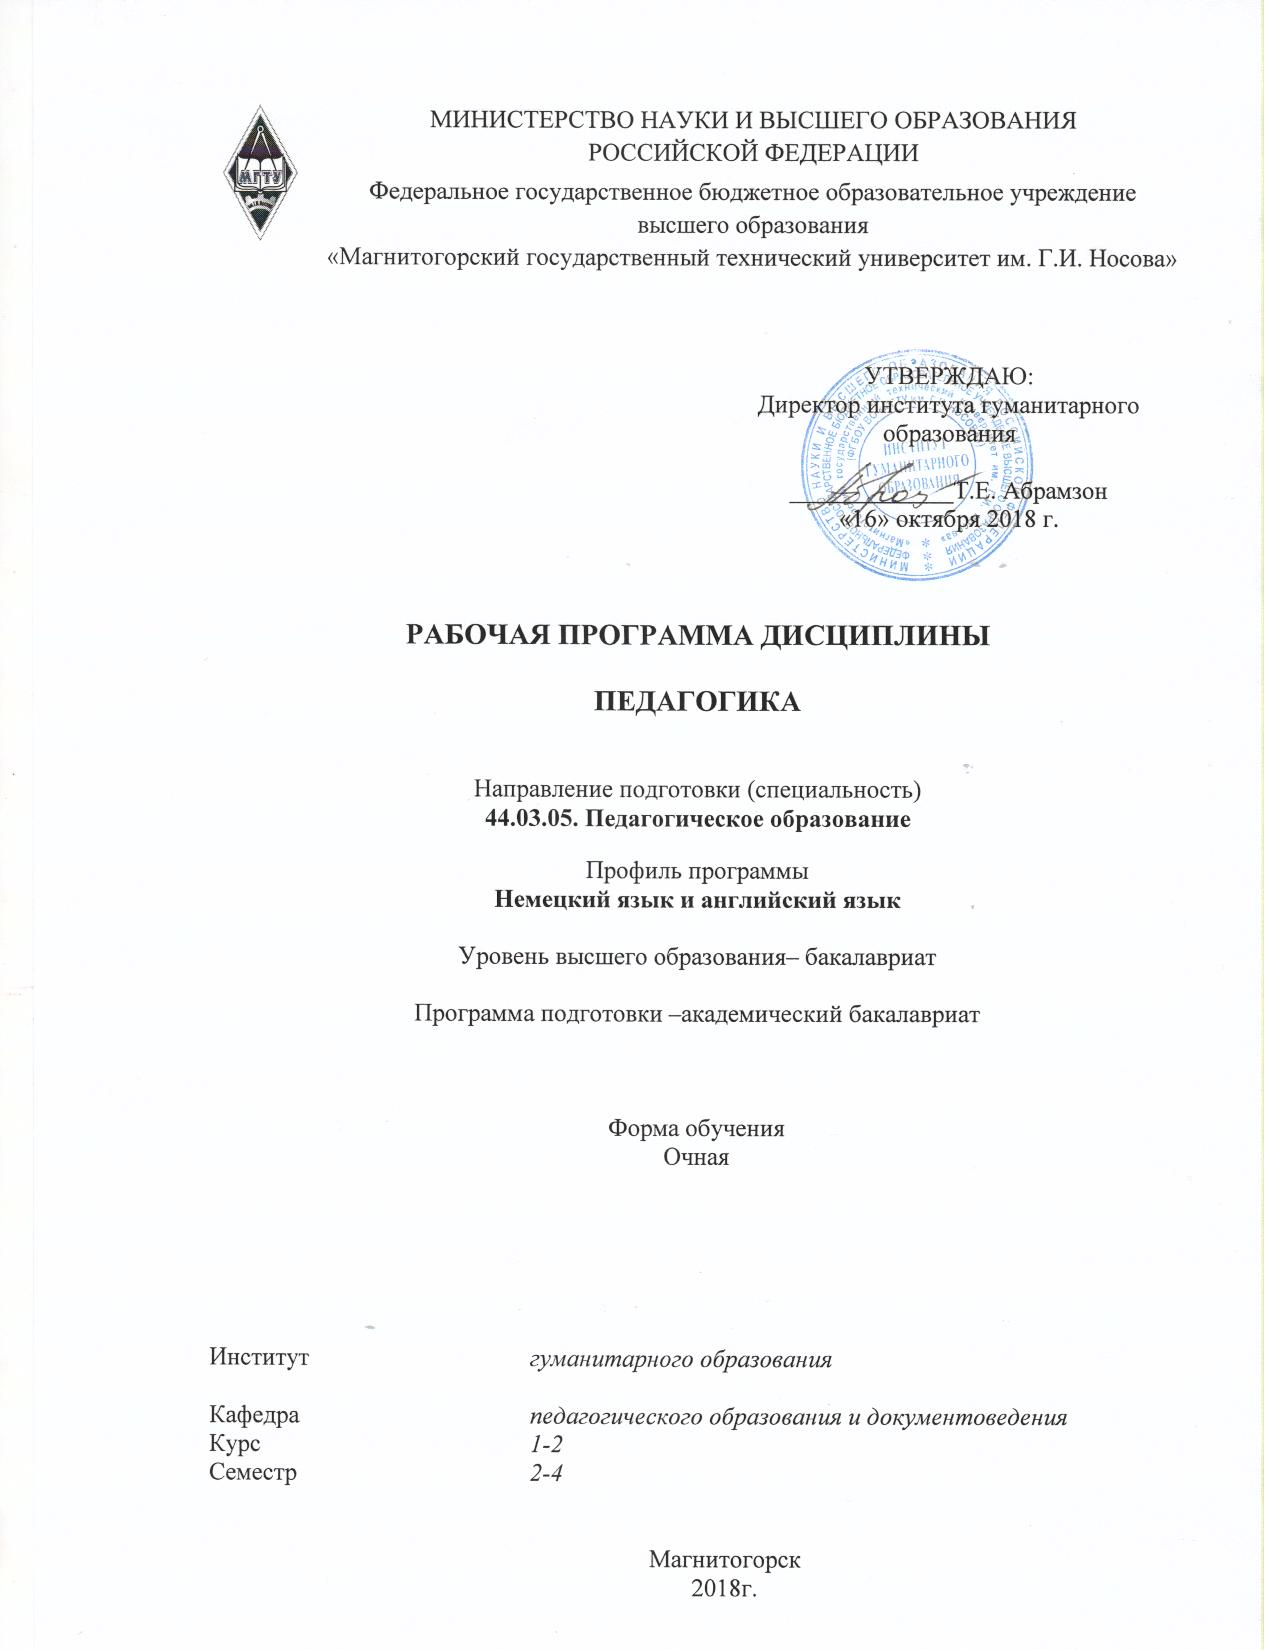 МИНИСТЕРСТВО НАУКИ И ВЫСШЕГО ОБРАЗОВАНИЯ
РОССИЙСКОЙ ФЕДЕРАЦИИ
Федеральное государственное бюджетное образовательное учреждение
высшего образования
«Магнитогорский государственный технический университет им. Г.И. Носова»
МГТУ
УТВЕРЖДАЮ:
Директор института гуманитарного
образования
ИНСТИТУТ
ГУМАНИТАРНОГО
ОБРАЗОВАНИЯ
Т.Е. Абрамзон
«16» октября 2018 г.
РАБОЧАЯ ПРОГРАММА ДИСЦИПЛИНЫ
ПЕДАГОГИКА
Направление подготовки (специальность)
44.03.05. Педагогическое образование
Профиль программы
Немецкий язык и английский язык
Уровень высшего образования– бакалавриат
Программа подготовки –академический бакалавриат
Форма обучения
Очная
Институт гуманитарного образования
Кафедра педагогического образования и документоведения
Курс 1-2
Семестр 2-4
Магнитогорск
2018г.